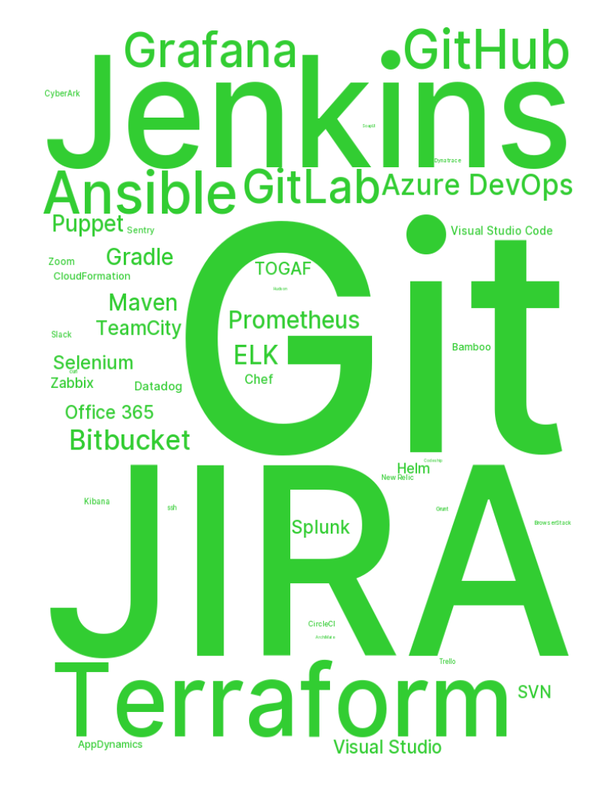 Grafana
GitHub
Jenkins
CyberArk
Dynatrace
Ansible
GitLab
Azure DevOps
Puppet
Sentry
Visual Studio Code
Gradle
Zoom
TOGAF
CloudFormation
Maven
Prometheus
TeamCity
Slack
Git
Bamboo
ELK
Selenium
Zabbix
Chef
Datadog
Office 365
Bitbucket
Helm
New Relic
Kibana
ssh
JIRA
BrowserStack
Splunk
CircleCI
Trello
Terraform
SVN
AppDynamics
Visual Studio